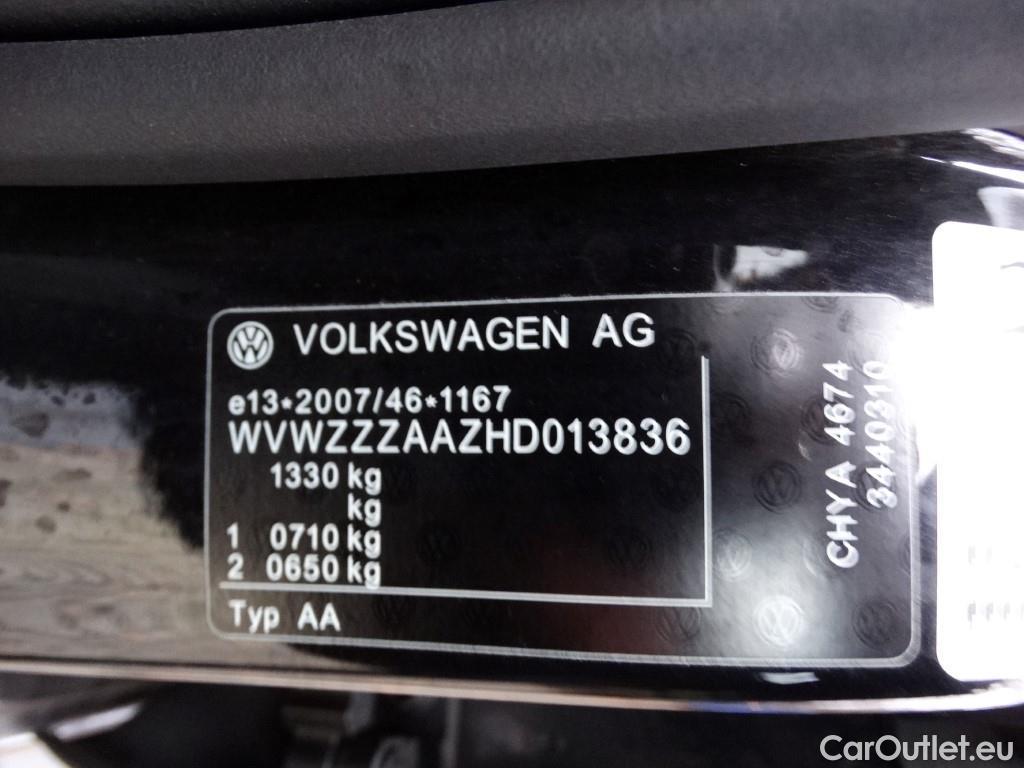 VOLKSWAGEN AG
e13*2007/46*1167
WVWZZZAAZHD013836
1330 kg
kg
1 0710 kg
2 0650 kg
Typ AA
CHYA 4674
3440310
CarOutlet.eu